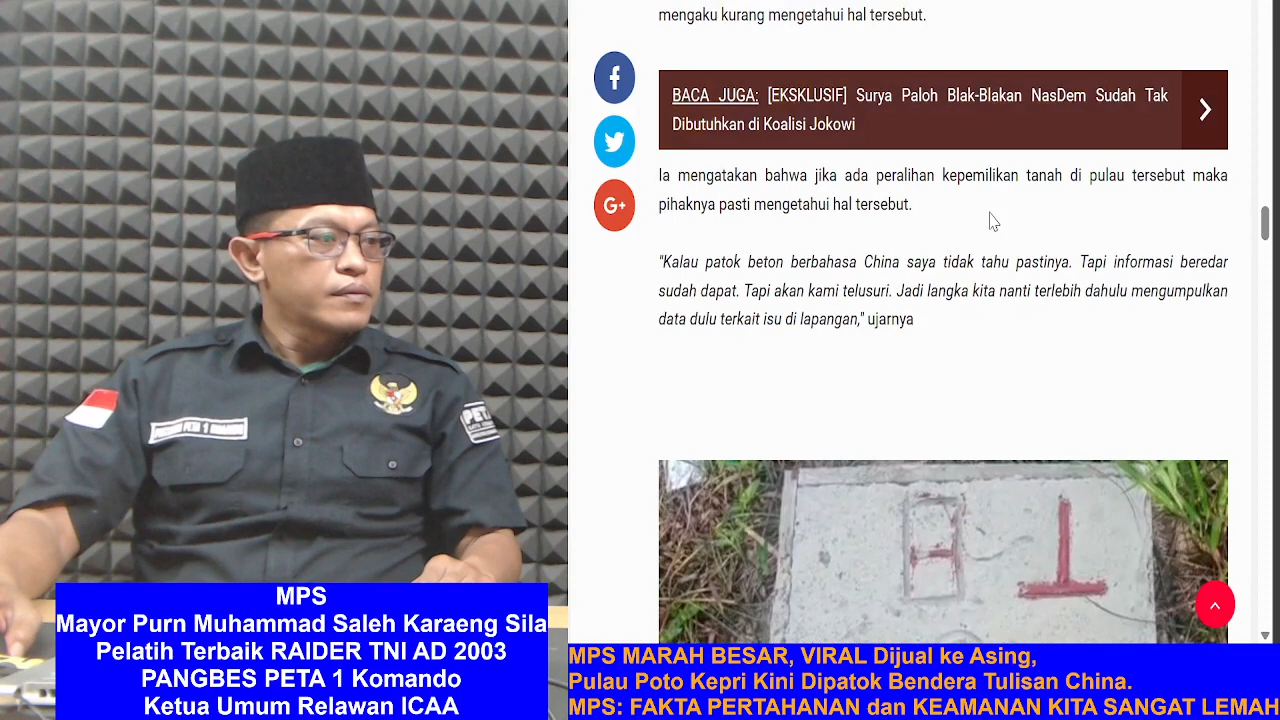 mengaku kurang mengetahui hal tersebut.
BACA JUGA: [EKSKLUSIF] Surya Paloh Blak-Blakan NasDem Sudah Tak
Dibutuhkan di Koalisi Jokowi
Ia mengatakan bahwa jika ada peralihan kepemilikan tanah di pulau tersebut maka
pihaknya pasti mengetahui hal tersebut.
"Kalau patok beton berbahasa China saya tidak tahu pastinya. Tapi informasi beredar
sudah dapat. Tapi akan kami telusuri. Jadi langka kita nanti terlebih dahulu mengumpulkan
data dulu terkait isu di lapangan," ujarnya
PETA
MPS
Mayor Purn Muhammad Saleh Karaeng Sila
Pelatih Terbaik RAIDER TNI AD 2003
PANGBES PETA 1 Komando
Ketua Umum Relawan ICAA
MPS MARAH BESAR, VIRAL Dijual ke Asing,
Pulau Poto Kepri Kini Dipatok Bendera Tulisan China.
MPS: FAKTA PERTAHANAN dan KEAMANAN KITA SANGAT LEMAH